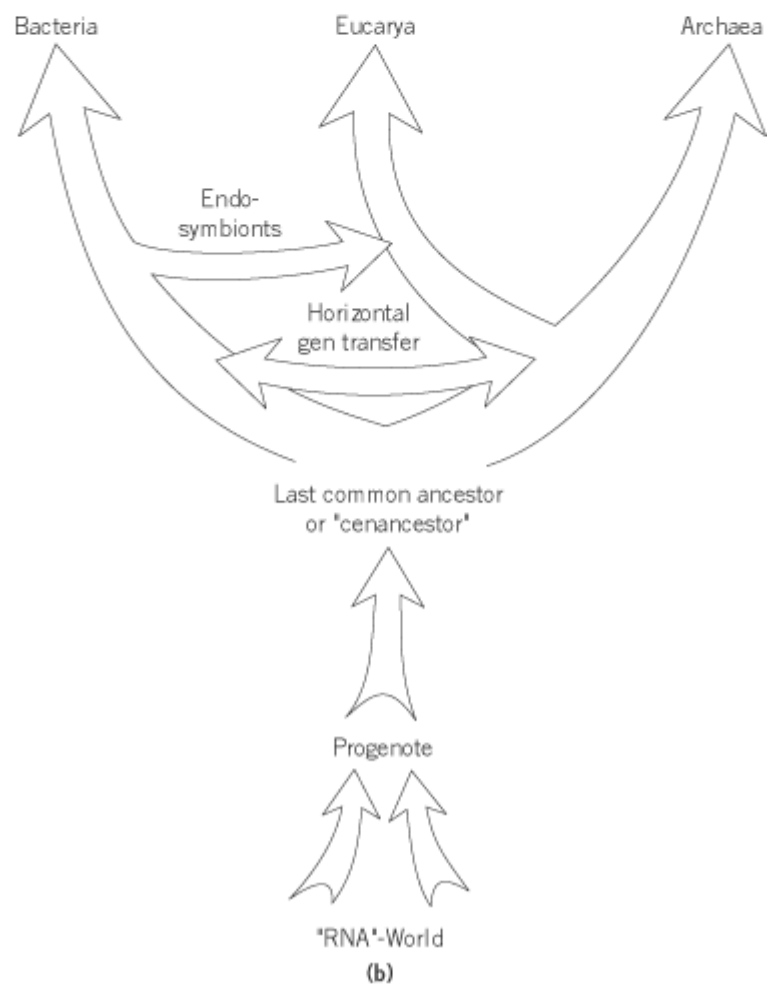 Bacteria
Eucarya
Archaea
Endo-
symbionts
Horizontal
gen transfer
Last common ancestor
or "cenancestor"
Progenote
"RNA"-World
(b)